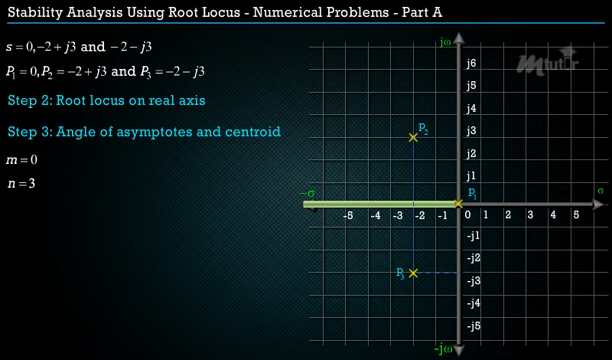 Stability Analysis Using Root Locus - Numerical Problems - Part A
s = 0, −2 + j3 and −2 − j3
P₁ = 0, P₂ = −2 + j3 and P₃ = −2 − j3
Step 2: Root locus on real axis
Step 3: Angle of asymptotes and centroid
m = 0
n = 3
jω
mtutor
j6
j5
j4
P₂
j3
j2
j1
−σ
P₁
σ
-5 -4 -3 -2 -1 0 1 2 3 4 5
-j1
-j2
P₃
-j3
-j4
-j5
-jω